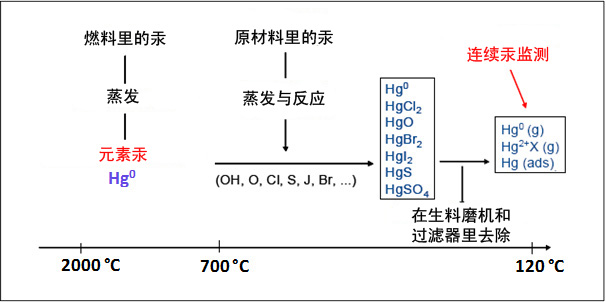 燃料里的汞
原材料里的汞
连续汞监测
蒸发
蒸发与反应
元素汞
Hg⁰
(OH, O, Cl, S, J, Br, ...)
Hg⁰
HgCl₂
HgO
HgBr₂
HgI₂
HgS
HgSO₄
Hg⁰ (g)
Hg²⁺X (g)
Hg (ads)
在生料磨机和
过滤器里去除
2000 °C
700 °C
120 °C